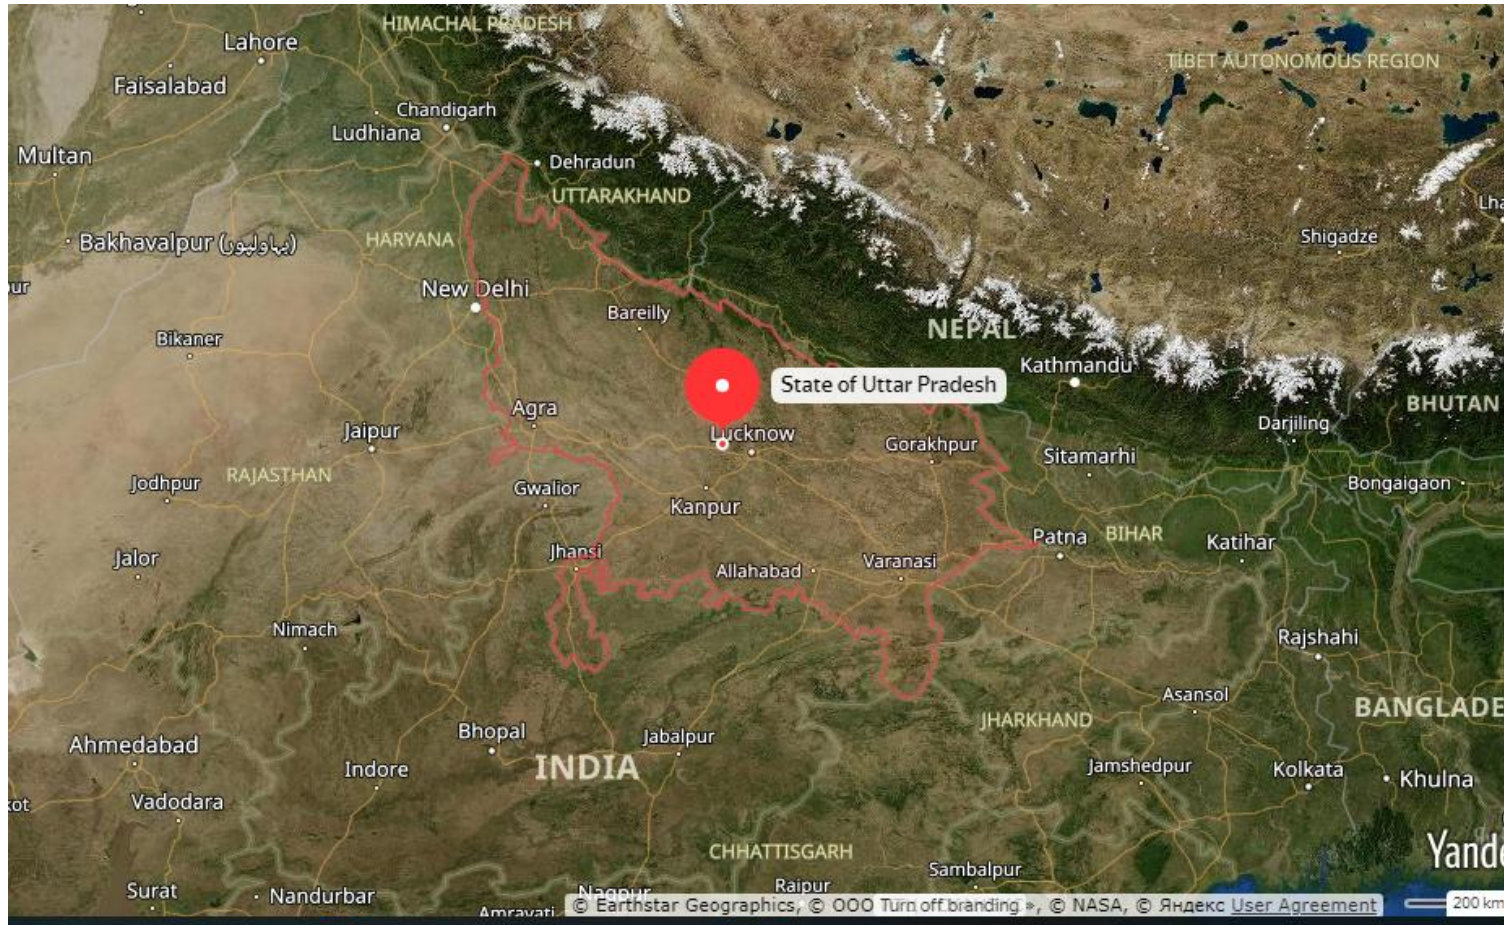 HIMACHAL PRADESH
Lahore
TIBET AUTONOMOUS REGION
Faisalabad
Chandigarh
Ludhiana
Multan
Dehradun
UTTARAKHAND
Bakhavalpur (بہاولپور)
HARYANA
Shigadze
New Delhi
Bareilly
NEPAL
Bikaner
Kathmandu
State of Uttar Pradesh
BHUTAN
Agra
Darjiling
Jaipur
Lucknow
Gorakhpur
Sitamarhi
RAJASTHAN
Jodhpur
Gwalior
Bongaigaon
Kanpur
Patna
BIHAR
Katihar
Jhansi
Jalor
Allahabad
Varanasi
Nimach
Rajshahi
Asansol
BANGLADE
JHARKHAND
Bhopal
Jabalpur
Ahmedabad
INDIA
Indore
Jamshedpur
Kolkata
Khulna
Vadodara
CHHATTISGARH
Yande
Sambalpur
Surat
Nandurbar
Nagpur
Raipur
Amravati
© Earthstar Geographics, © ООО Turn off branding », © NASA, © Яндекс User Agreement
200 km